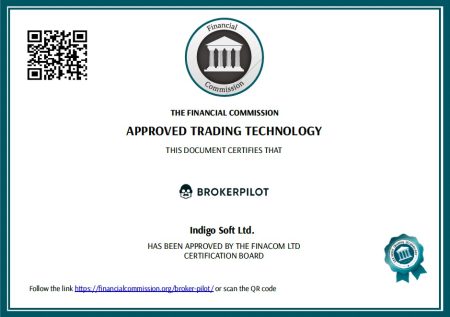 Financial
Commission
THE FINANCIAL COMMISSION
APPROVED TRADING TECHNOLOGY
THIS DOCUMENT CERTIFIES THAT
BROKERPILOT
Indigo Soft Ltd.
HAS BEEN APPROVED BY THE FINACOM LTD
CERTIFICATION BOARD
Follow the link https://financialcommission.org/broker-pilot/ or scan the QR code